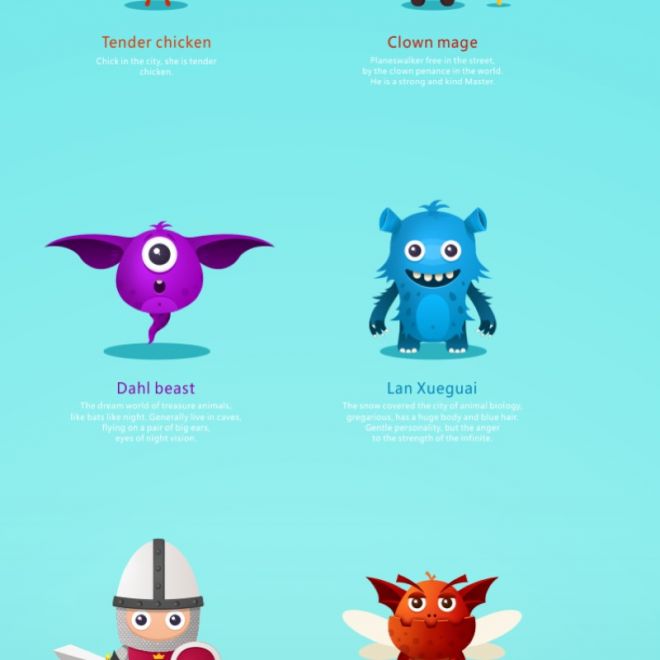 Tender chicken
Chick in the city, she is tender
chicken.
Clown mage
Planeswalker free in the street,
by the clown penance in the world.
He is a strong and kind Master.
Dahl beast
The dream world of treasure animals,
like bats like night. Generally live in caves,
flying on a pair of big ears,
eyes of night vision.
Lan Xueguai
The snow covered the city of animal biology,
gregarious, has a huge body and blue hair.
Gentle personality, but the anger
to the strength of the infinite.